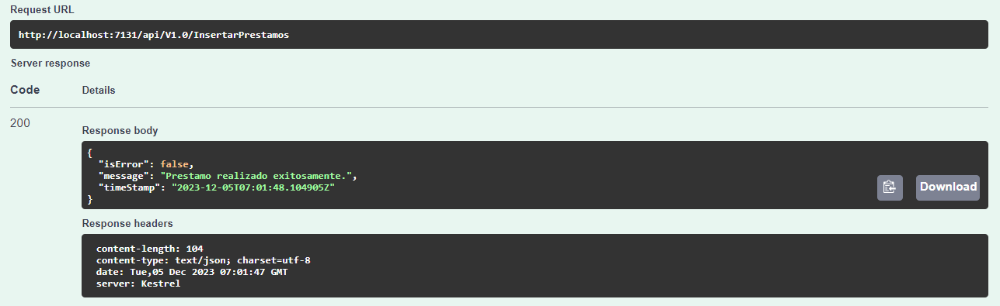 Request URL
http://localhost:7131/api/V1.0/InsertarPrestamos
Server response
Code Details
200
Response body
{
"isError": false,
"message": "Prestamo realizado exitosamente.",
"timeStamp": "2023-12-05T07:01:48.104905Z"
}
Download
Response headers
content-length: 104
content-type: text/json; charset=utf-8
date: Tue,05 Dec 2023 07:01:47 GMT
server: Kestrel